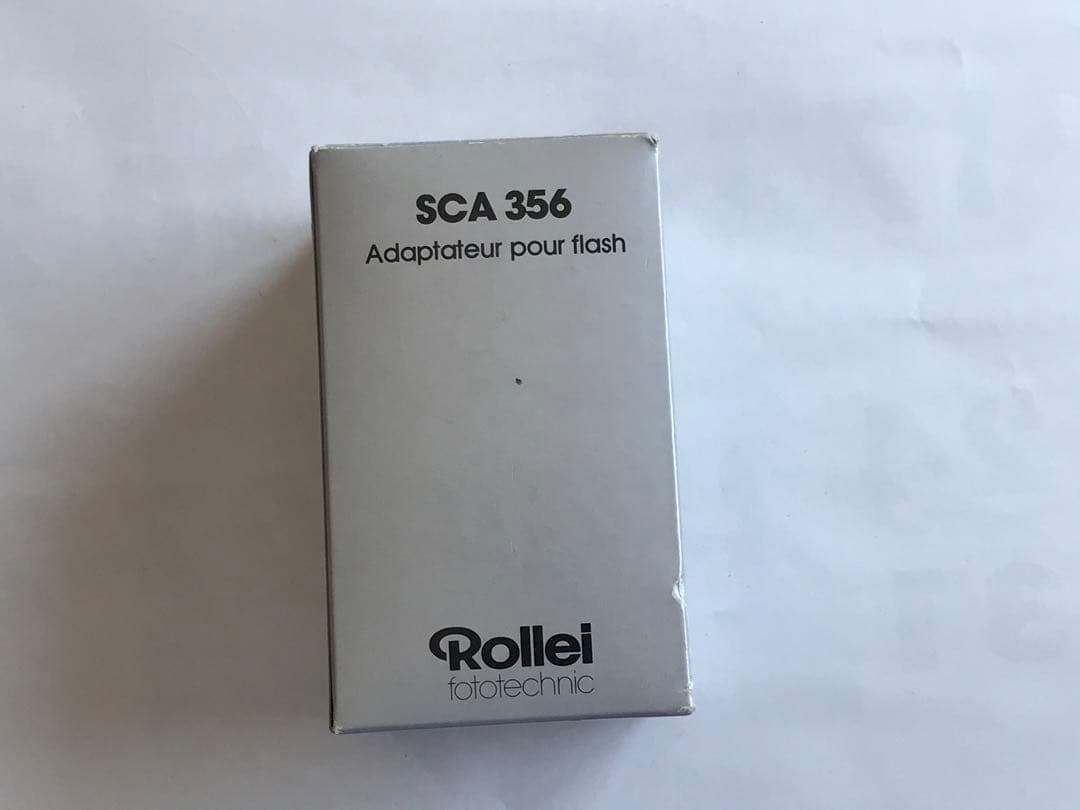 SCA 356
Adaptateur pour flash
Rollei
fototechnic